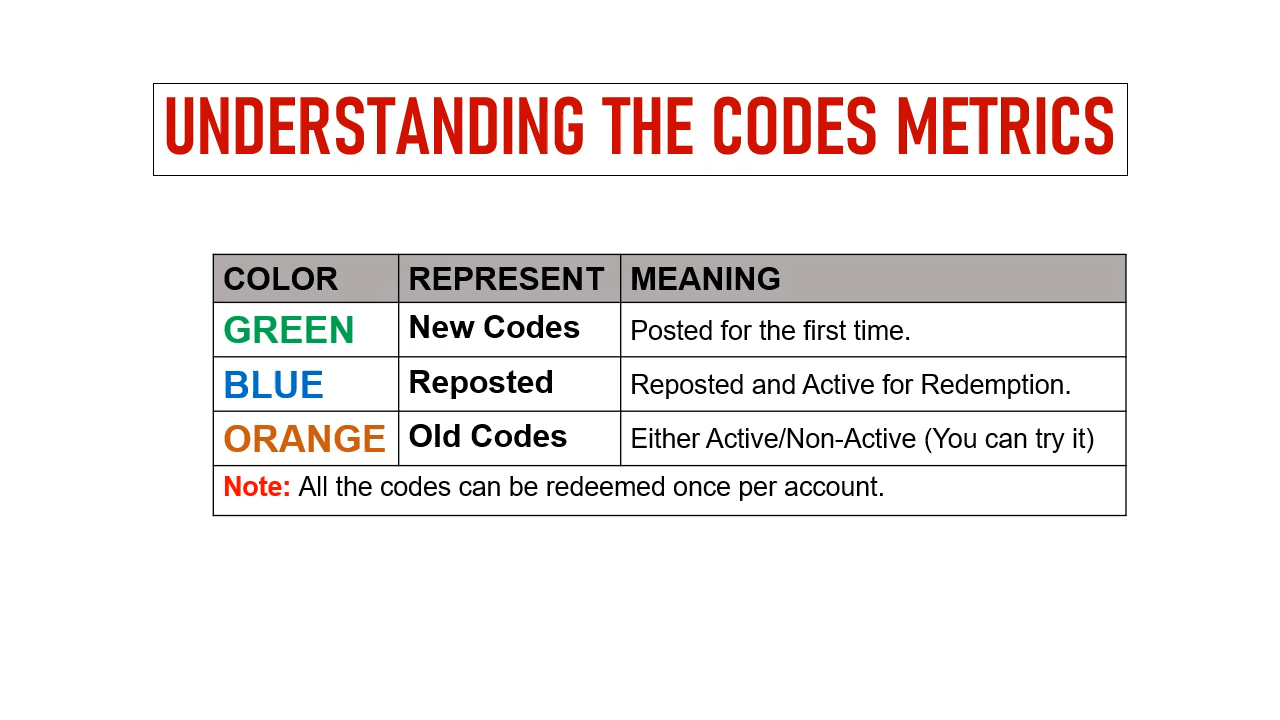 UNDERSTANDING THE CODES METRICS
COLOR REPRESENT MEANING
GREEN New Codes Posted for the first time.
BLUE Reposted Reposted and Active for Redemption.
ORANGE Old Codes Either Active/Non-Active (You can try it)
Note: All the codes can be redeemed once per account.